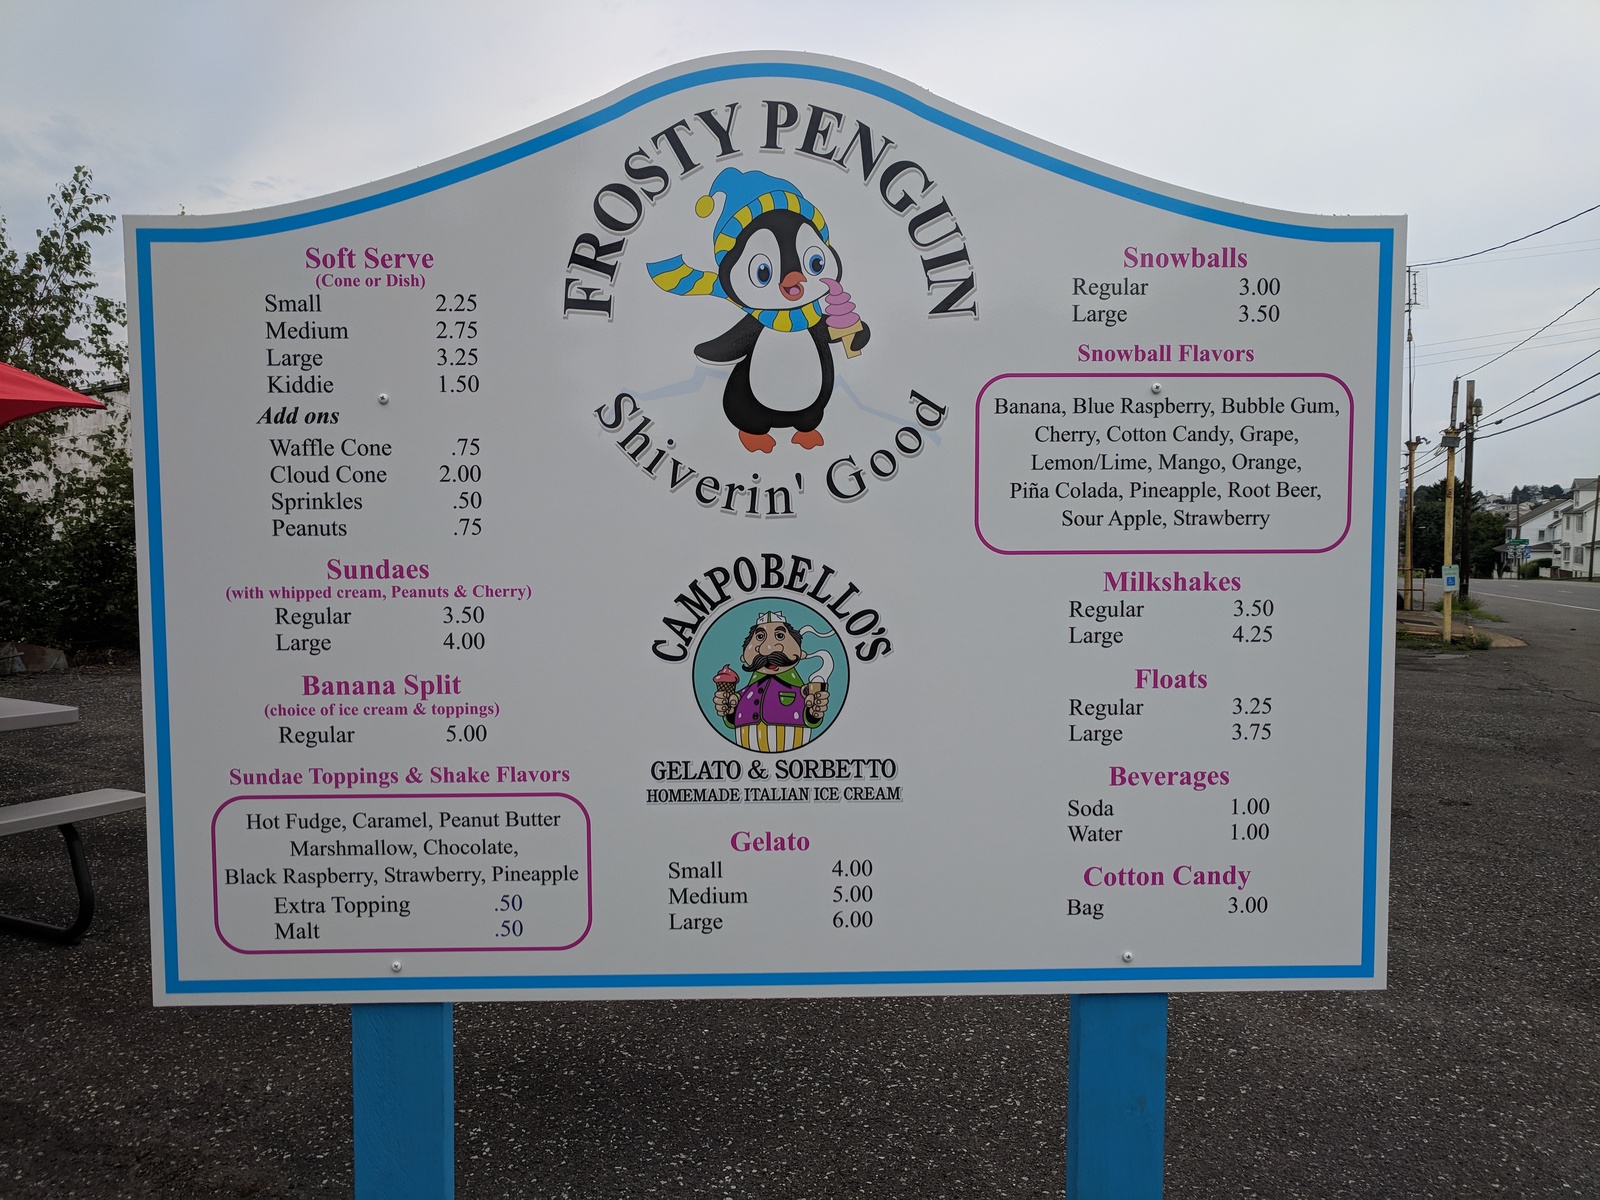 FROSTY PENGUIN
Shiverin' Good
Soft Serve
(Cone or Dish)
Small 2.25
Medium 2.75
Large 3.25
Kiddie 1.50
Add ons
Waffle Cone .75
Cloud Cone 2.00
Sprinkles .50
Peanuts .75
Sundaes
(with whipped cream, Peanuts & Cherry)
Regular 3.50
Large 4.00
Banana Split
(choice of ice cream & toppings)
Regular 5.00
Sundae Toppings & Shake Flavors
Hot Fudge, Caramel, Peanut Butter
Marshmallow, Chocolate,
Black Raspberry, Strawberry, Pineapple
Extra Topping .50
Malt .50
CAMPOBELLO'S
GELATO & SORBETTO
HOMEMADE ITALIAN ICE CREAM
Gelato
Small 4.00
Medium 5.00
Large 6.00
Snowballs
Regular 3.00
Large 3.50
Snowball Flavors
Banana, Blue Raspberry, Bubble Gum,
Cherry, Cotton Candy, Grape,
Lemon/Lime, Mango, Orange,
Piña Colada, Pineapple, Root Beer,
Sour Apple, Strawberry
Milkshakes
Regular 3.50
Large 4.25
Floats
Regular 3.25
Large 3.75
Beverages
Soda 1.00
Water 1.00
Cotton Candy
Bag 3.00